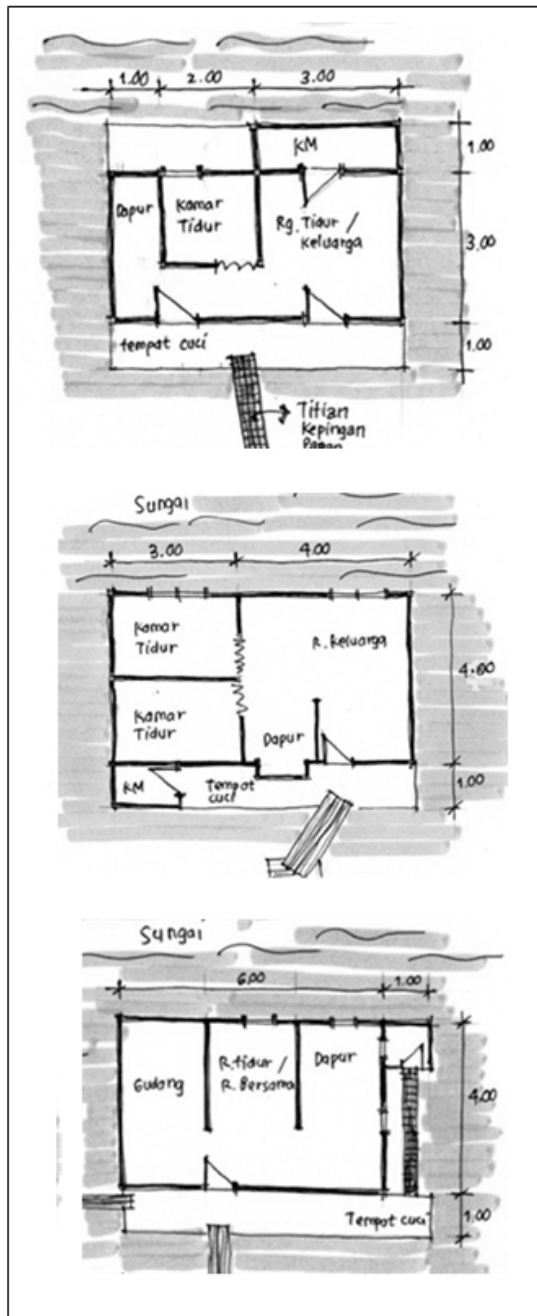 1.00 2.00 3.00
KM
1.00
Dapur
Kamar
Tidur
Rg. Tidur /
Keluarga
3.00
tempat cuci
1.00
Titian
Kepingan
Papan
Sungai
3.00 4.00
Kamar
Tidur
R. Keluarga
4.00
Kamar
Tidur
Dapur
KM
Tempat
cuci
1.00
Sungai
6.00 1.00
Gudang
R. tidur /
R. Bersama
Dapur
4.00
Tempat cuci
1.00